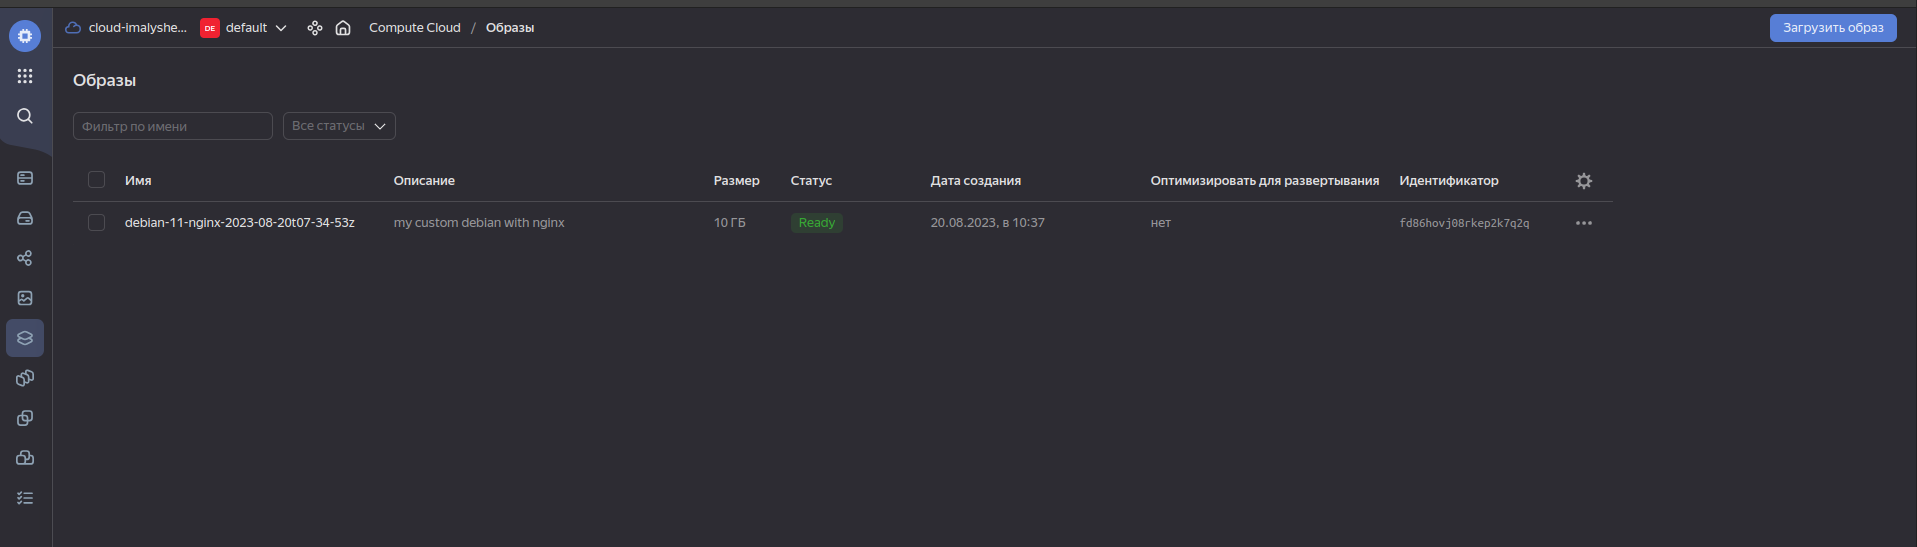 cloud-imalyshe... DE default Compute Cloud / Образы Загрузить образ
Образы
Фильтр по имени Все статусы
Имя Описание Размер Статус Дата создания Оптимизировать для развертывания Идентификатор
debian-11-nginx-2023-08-20t07-34-53z my custom debian with nginx 10 ГБ Ready 20.08.2023, в 10:37 нет fd86hovj08rkep2k7q2q